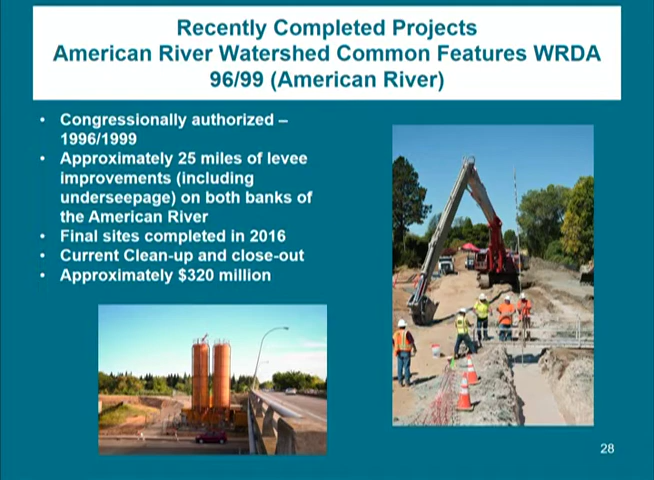 Recently Completed Projects
American River Watershed Common Features WRDA
96/99 (American River)
• Congressionally authorized –
1996/1999
• Approximately 25 miles of levee
improvements (including
underseepage) on both banks of
the American River
• Final sites completed in 2016
• Current Clean-up and close-out
• Approximately $320 million
28